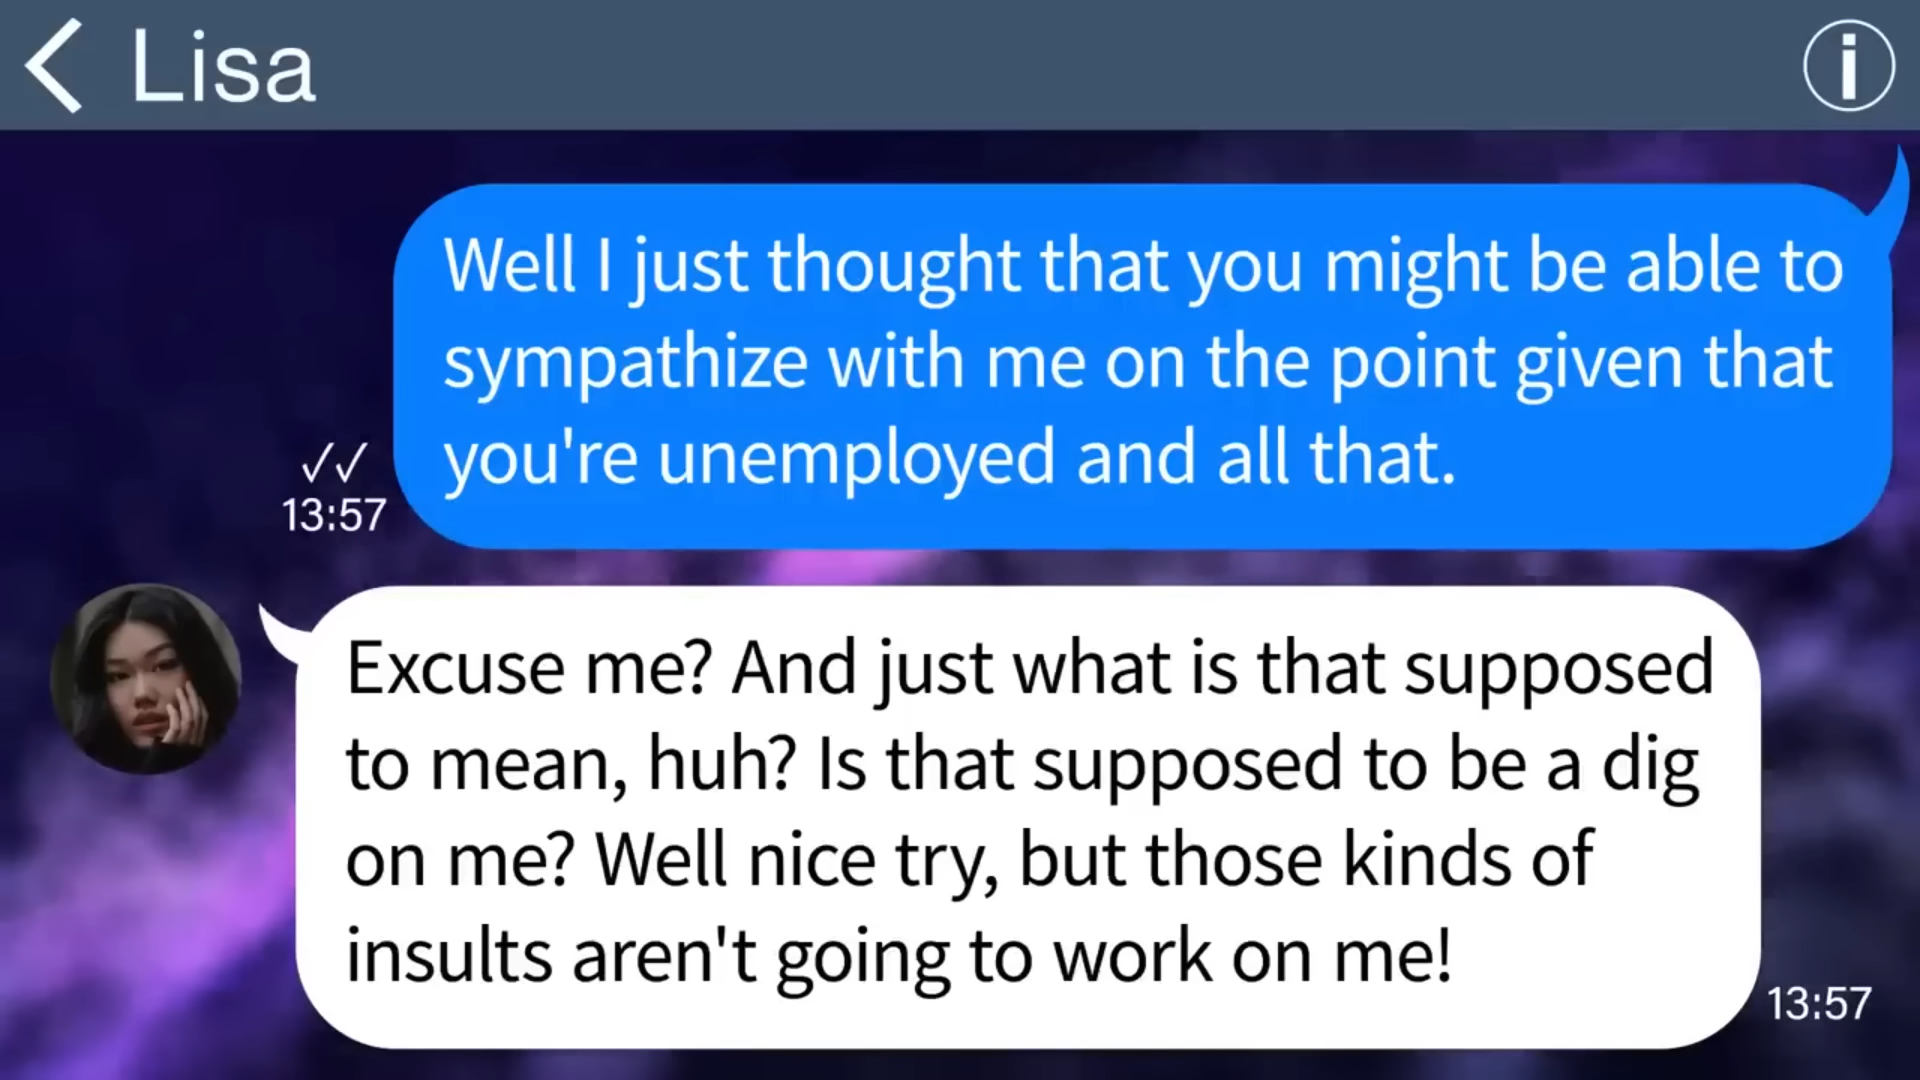 Lisa
Well I just thought that you might be able to
sympathize with me on the point given that
you're unemployed and all that.
13:57
Excuse me? And just what is that supposed
to mean, huh? Is that supposed to be a dig
on me? Well nice try, but those kinds of
insults aren't going to work on me!
13:57